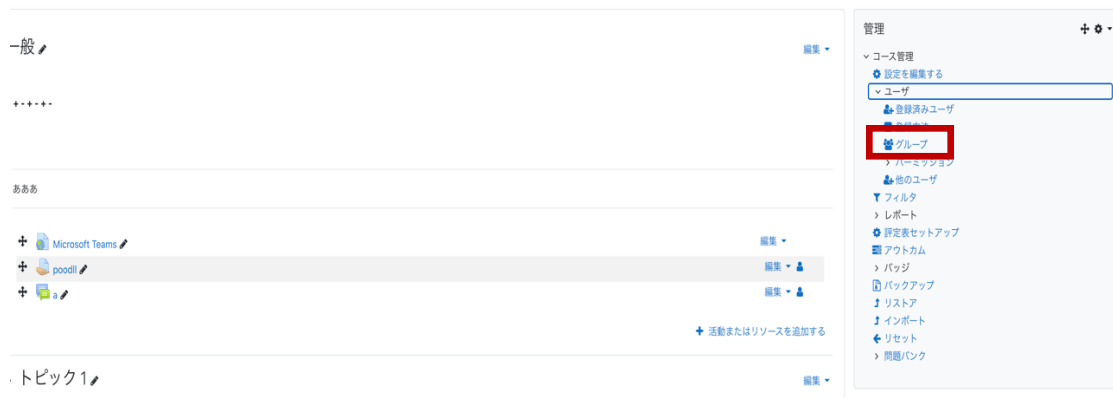 一般
編集
+-+-+-
あああ
Microsoft Teams
編集
poodll
編集
a
編集
+ 活動またはリソースを追加する
トピック 1
編集
管理
コース管理
設定を編集する
ユーザ
登録済みユーザ
グループ
パーミッション
他のユーザ
フィルタ
レポート
評定表セットアップ
アウトカム
バッジ
バックアップ
リストア
インポート
リセット
問題バンク